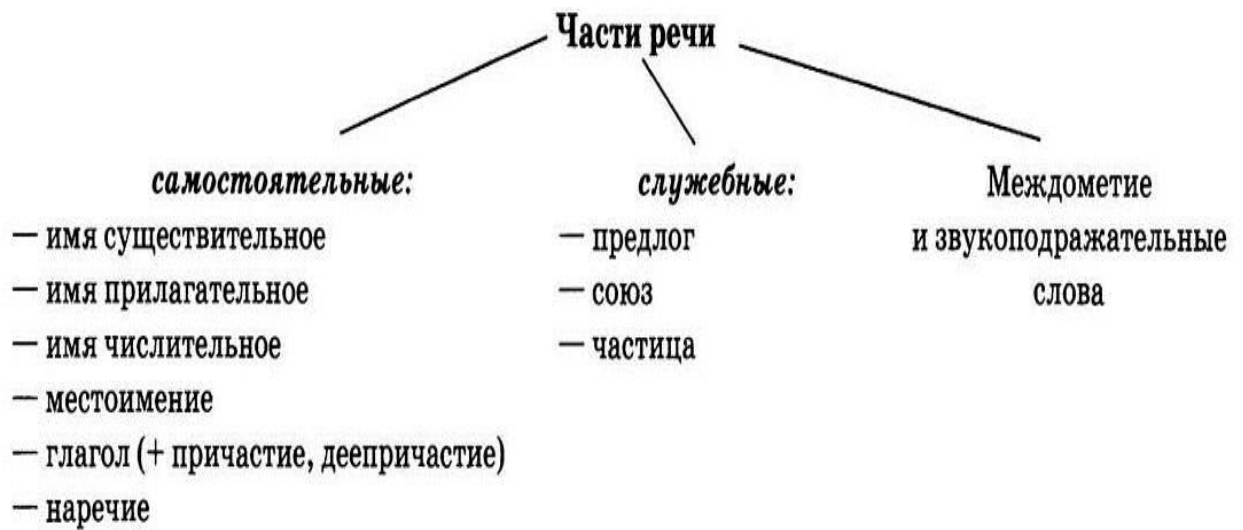 Части речи
самостоятельные:
— имя существительное
— имя прилагательное
— имя числительное
— местоимение
— глагол (+ причастие, деепричастие)
— наречие
служебные:
— предлог
— союз
— частица
Междометие
и звукоподражательные
слова